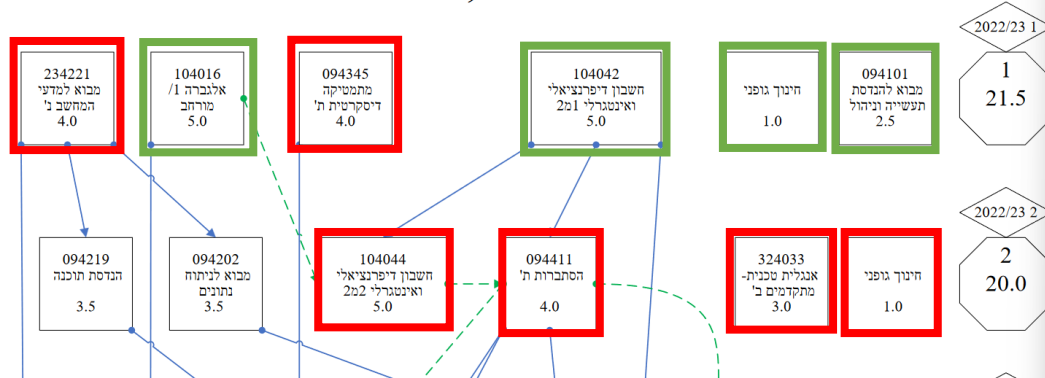 2022/23 1
1
21.5
094101
מבוא להנדסת
תעשייה וניהול
2.5
חינוך גופני
1.0
104042
חשבון דיפרנציאלי
ואינטגרלי 1מ2
5.0
094345
מתמטיקה
דיסקרטית ת'
4.0
104016
אלגברה 1/
מורחב
5.0
234221
מבוא למדעי
המחשב נ'
4.0
2022/23 2
2
20.0
חינוך גופני
1.0
324033
אנגלית טכנית-
מתקדמים ב'
3.0
094411
הסתברות ת'
4.0
104044
חשבון דיפרנציאלי
ואינטגרלי 2מ2
5.0
094202
מבוא לניתוח
נתונים
3.5
094219
הנדסת תוכנה
3.5